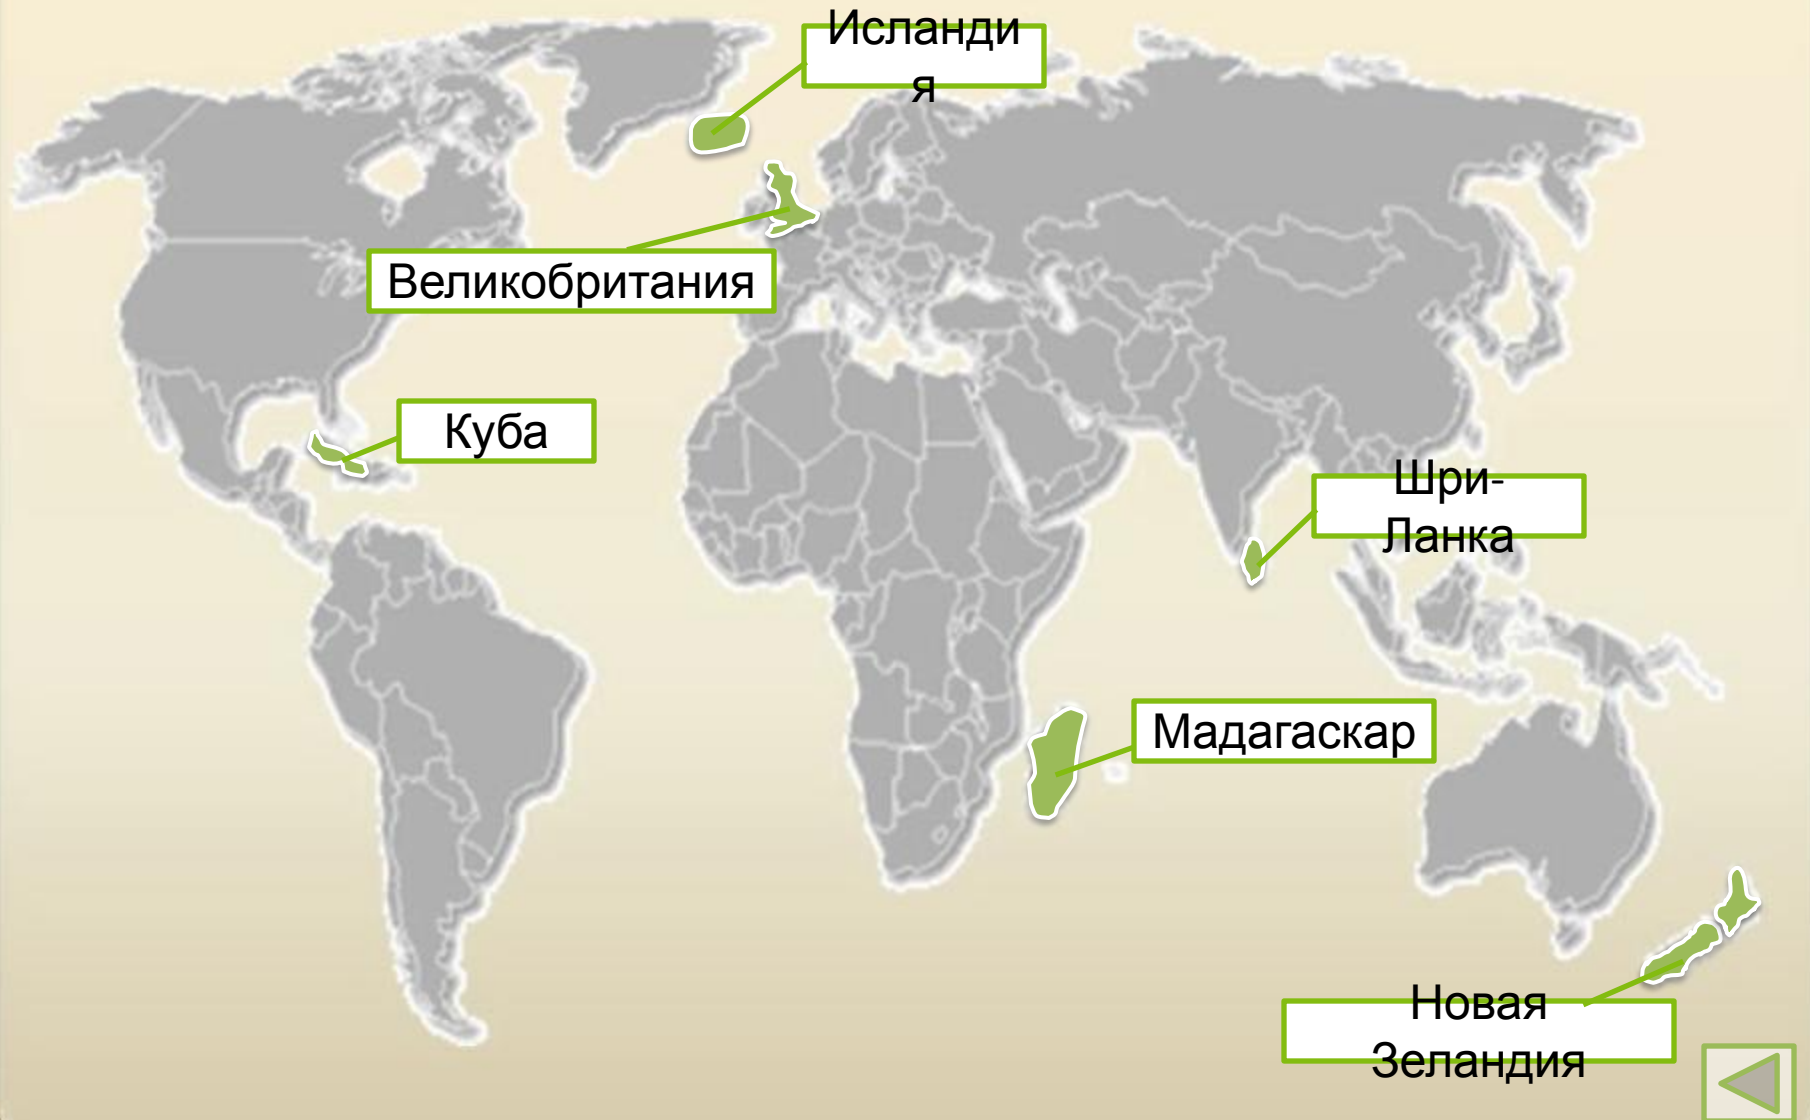 Исланди
я
Великобритания
Куба
Шри-
Ланка
Мадагаскар
Новая
Зеландия